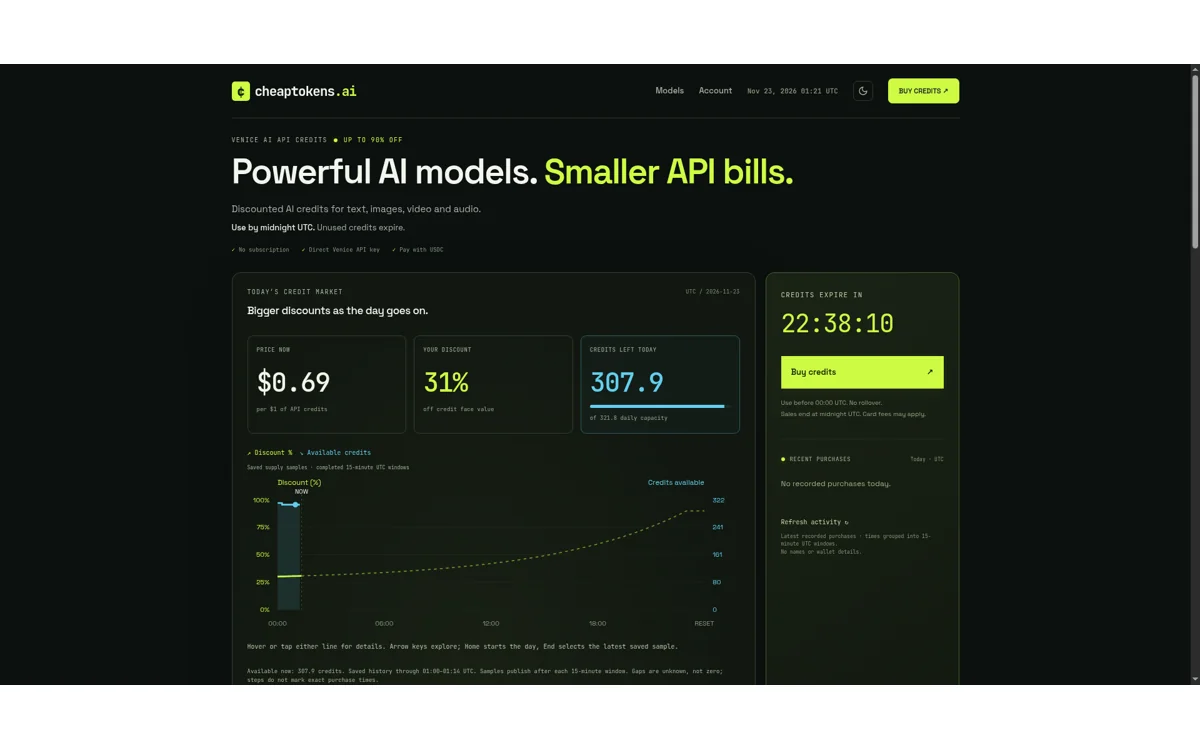 ¢ cheaptokens.ai
Models Account Nov 23, 2026 01:21 UTC BUY CREDITS ↗
VENICE AI API CREDITS ● UP TO 90% OFF
Powerful AI models. Smaller API bills.
Discounted AI credits for text, images, video and audio.
Use by midnight UTC. Unused credits expire.
✓ No subscription ✓ Direct Venice API key ✓ Pay with USDC
TODAY'S CREDIT MARKET UTC / 2026-11-23
Bigger discounts as the day goes on.
PRICE NOW
$0.69
per $1 of API credits
YOUR DISCOUNT
31%
off credit face value
CREDITS LEFT TODAY
307.9
of 321.8 daily capacity
↗ Discount % ↘ Available credits
Saved supply samples · completed 15-minute UTC windows
Discount (%) Credits available
NOW
100% 322
75% 241
50% 161
25% 80
0% 0
00:00 06:00 12:00 18:00 RESET
Hover or tap either line for details. Arrow keys explore; Home starts the day, End selects the latest saved sample.
Available now: 307.9 credits. Saved history through 01:00–01:14 UTC. Samples publish after each 15-minute window. Gaps are unknown, not zero;
steps do not mark exact purchase times.
CREDITS EXPIRE IN
22:38:10
Buy credits ↗
Use before 00:00 UTC. No rollover.
Sales end at midnight UTC. Card fees may apply.
● RECENT PURCHASES Today · UTC
No recorded purchases today.
Refresh activity ↻
Latest recorded purchases · times grouped into 15-
minute UTC windows.
No names or wallet details.